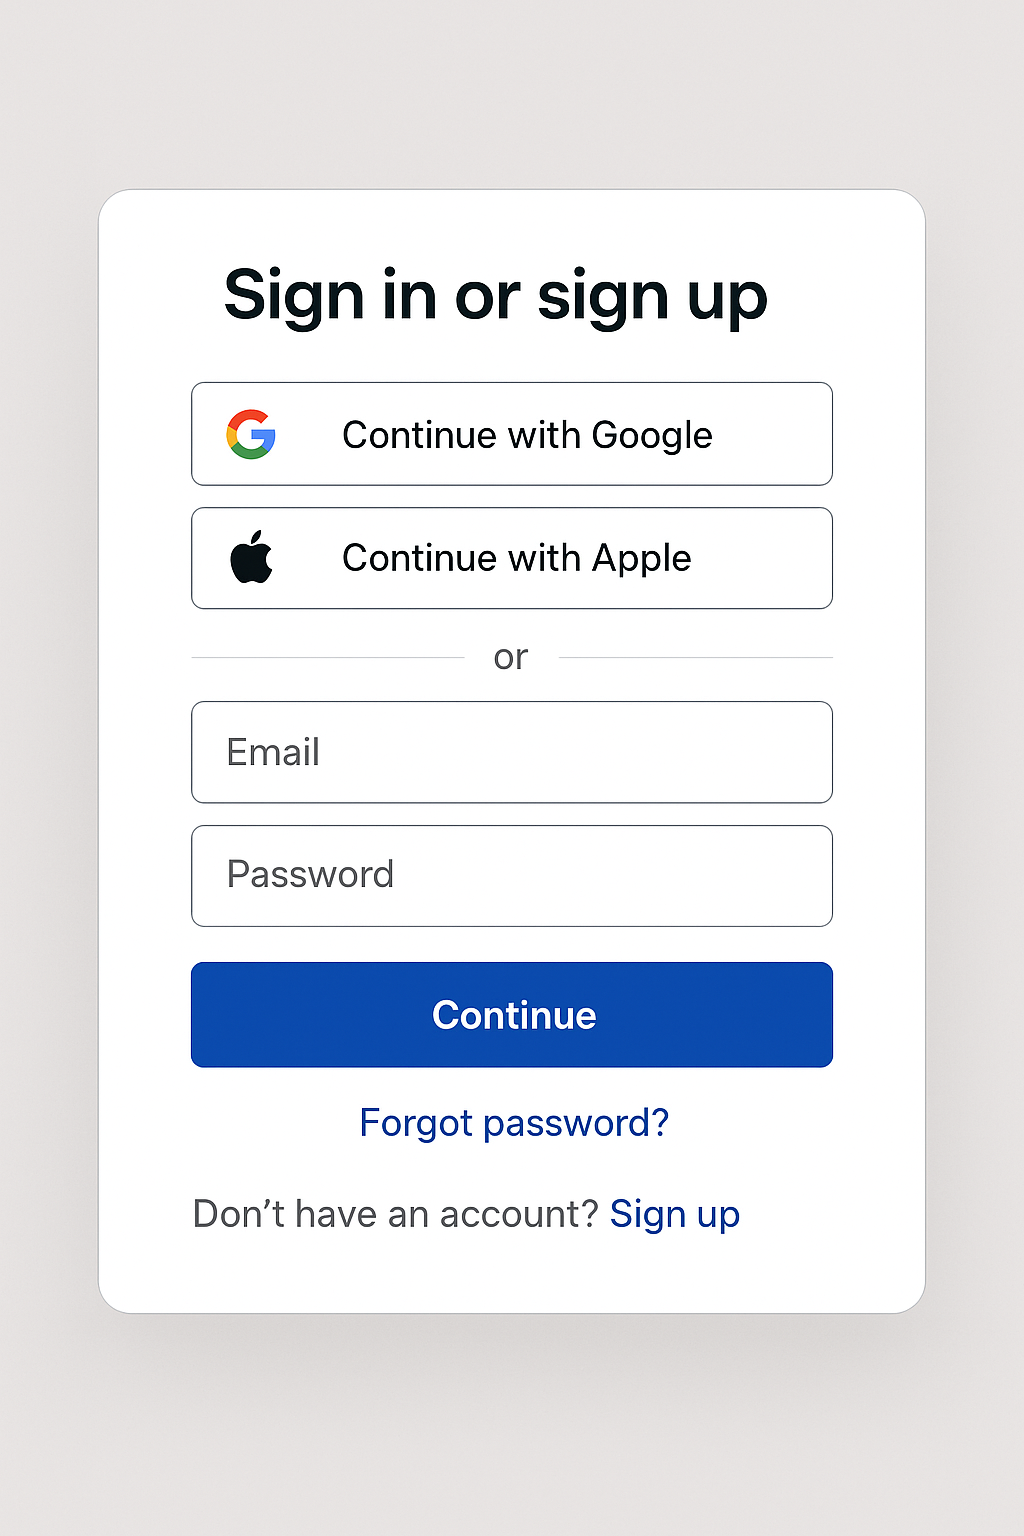 Sign in or sign up
Continue with Google
Continue with Apple
or
Email
Password
Continue
Forgot password?
Don’t have an account? Sign up